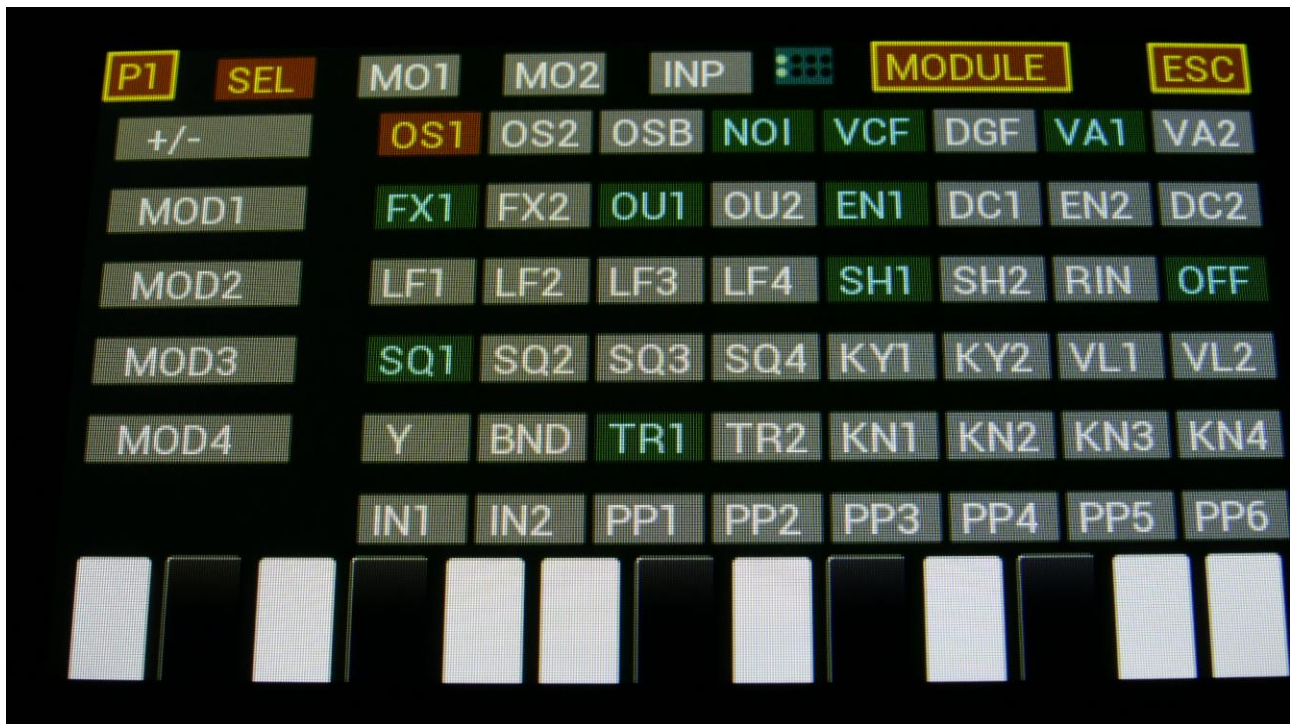 P1 SEL MO1 MO2 INP MODULE ESC
+/- OS1 OS2 OSB NOI VCF DGF VA1 VA2
MOD1 FX1 FX2 OU1 OU2 EN1 DC1 EN2 DC2
MOD2 LF1 LF2 LF3 LF4 SH1 SH2 RIN OFF
MOD3 SQ1 SQ2 SQ3 SQ4 KY1 KY2 VL1 VL2
MOD4 Y BND TR1 TR2 KN1 KN2 KN3 KN4
IN1 IN2 PP1 PP2 PP3 PP4 PP5 PP6